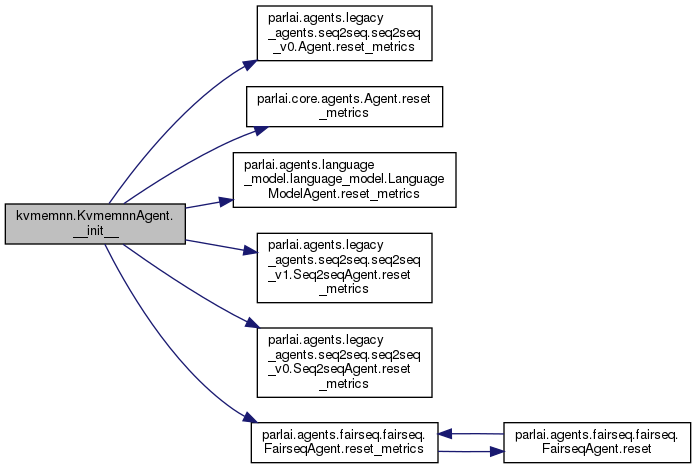 parlai.agents.legacy
_agents.seq2seq.seq2seq
_v0.Agent.reset_metrics
parlai.core.agents.Agent.reset
_metrics
parlai.agents.language
_model.language_model.Language
ModelAgent.reset_metrics
kvmemnn.KvmemnnAgent.
__init__
parlai.agents.legacy
_agents.seq2seq.seq2seq
_v1.Seq2seqAgent.reset
_metrics
parlai.agents.legacy
_agents.seq2seq.seq2seq
_v0.Seq2seqAgent.reset
_metrics
parlai.agents.fairseq.fairseq.
FairseqAgent.reset_metrics
parlai.agents.fairseq.fairseq.
FairseqAgent.reset